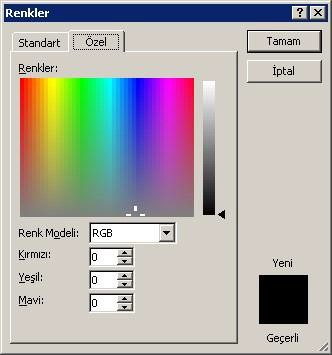 Renkler
Standart
Özel
Tamam
İptal
Renkler:
Renk Modeli:
RGB
Kırmızı:
0
Yeşil:
0
Mavi:
0
Yeni
Geçerli